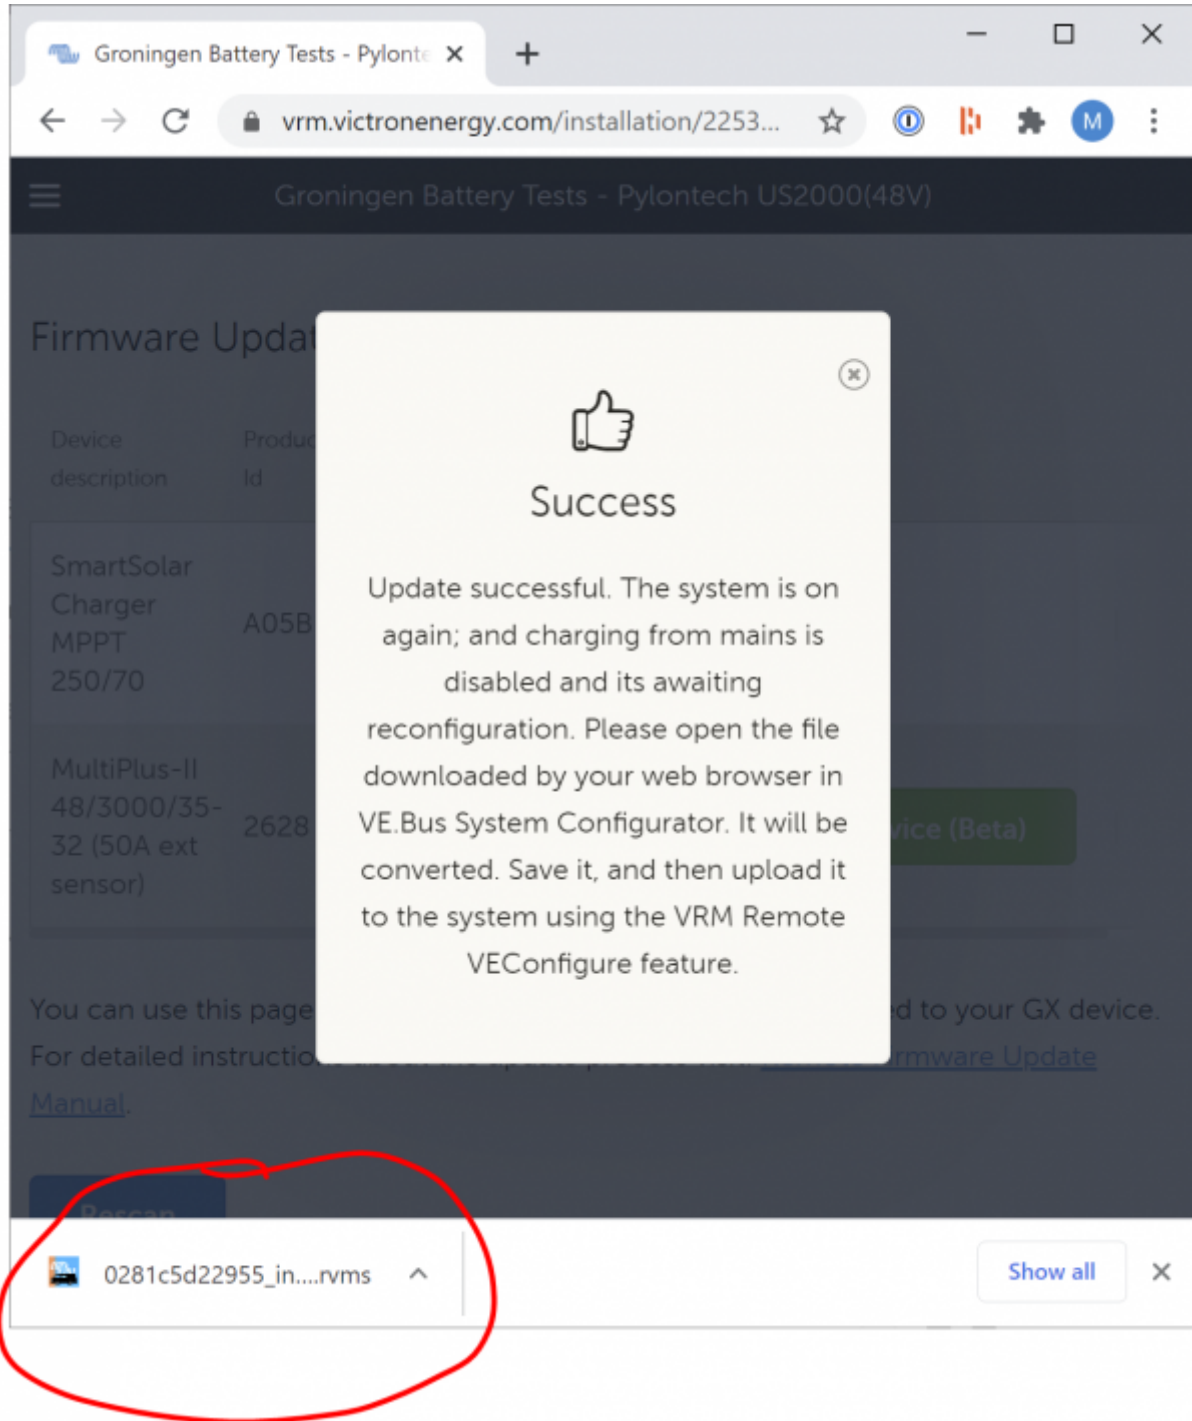 Groningen Battery Tests - Pylonte
vrm.victronenergy.com/installation/2253...
M
Groningen Battery Tests - Pylontech US2000(48V)
Firmware Updat
Device description
Produc
Id
SmartSolar
Charger
MPPT
250/70
A05B
MultiPlus-II
48/3000/35-
32 (50A ext
sensor)
2628
vice (Beta)
Success
Update successful. The system is on
again; and charging from mains is
disabled and its awaiting
reconfiguration. Please open the file
downloaded by your web browser in
VE.Bus System Configurator. It will be
converted. Save it, and then upload it
to the system using the VRM Remote
VEConfigure feature.
You can use this page
ed to your GX device.
For detailed instructio
rmware Update
Manual.
Rescan
0281c5d22955_in....rvms
Show all